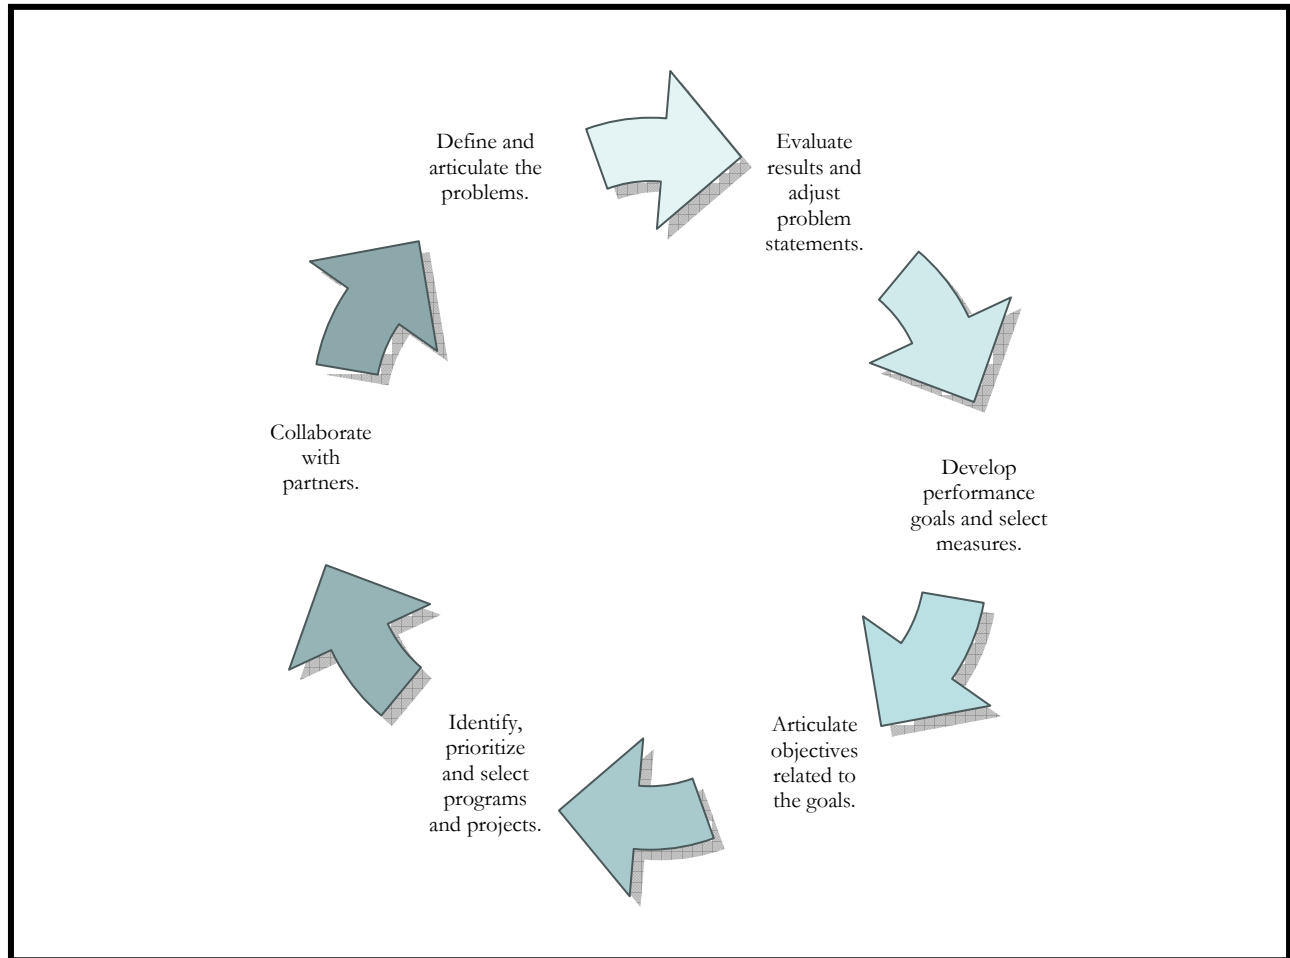 Define and
articulate the
problems.
Evaluate
results and
adjust
problem
statements.
Develop
performance
goals and select
measures.
Articulate
objectives
related to
the goals.
Identify,
prioritize
and select
programs
and projects.
Collaborate
with
partners.